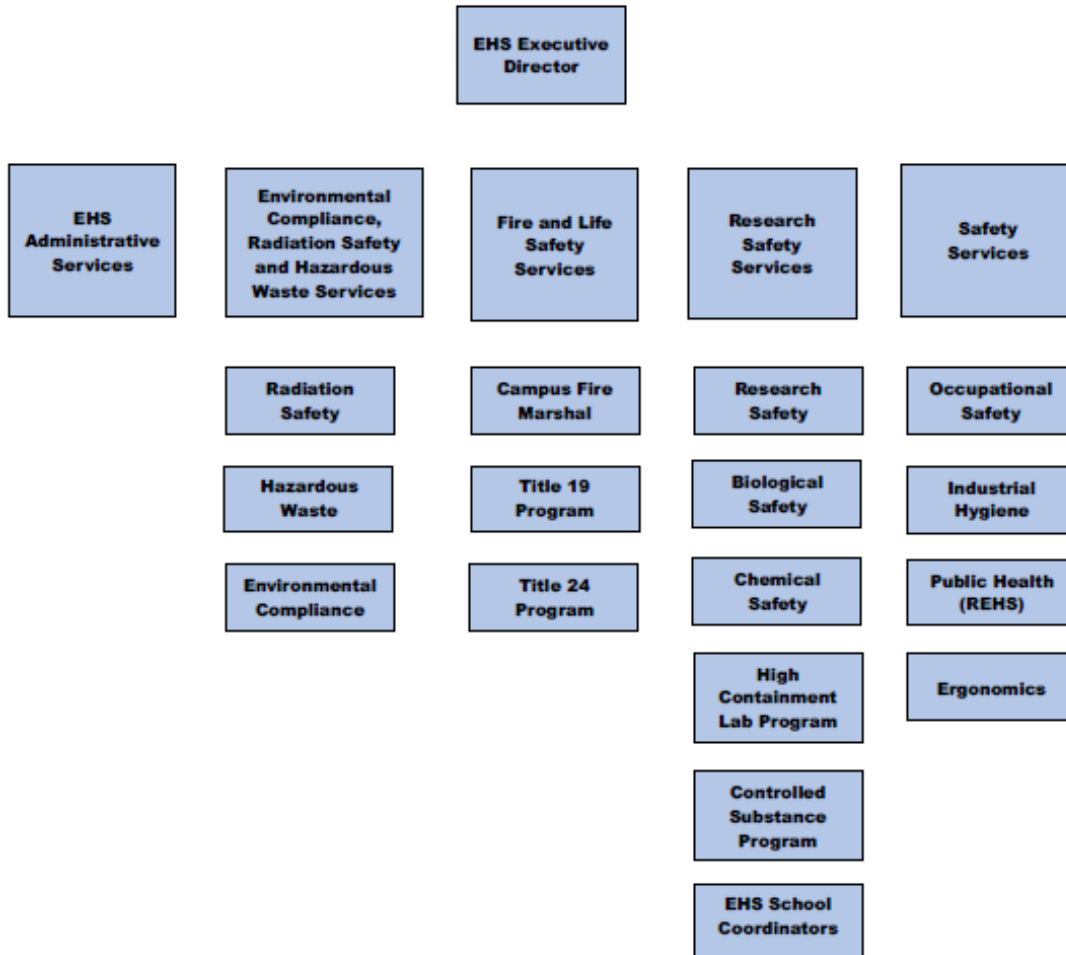 EHS Executive
Director
EHS
Administrative
Services
Environmental
Compliance,
Radiation Safety
and Hazardous
Waste Services
Fire and Life
Safety
Services
Research
Safety
Services
Safety
Services
Radiation
Safety
Hazardous
Waste
Environmental
Compliance
Campus Fire
Marshal
Title 19
Program
Title 24
Program
Research
Safety
Biological
Safety
Chemical
Safety
High
Containment
Lab Program
Controlled
Substance
Program
EHS School
Coordinators
Occupational
Safety
Industrial
Hygiene
Public Health
(REHS)
Ergonomics